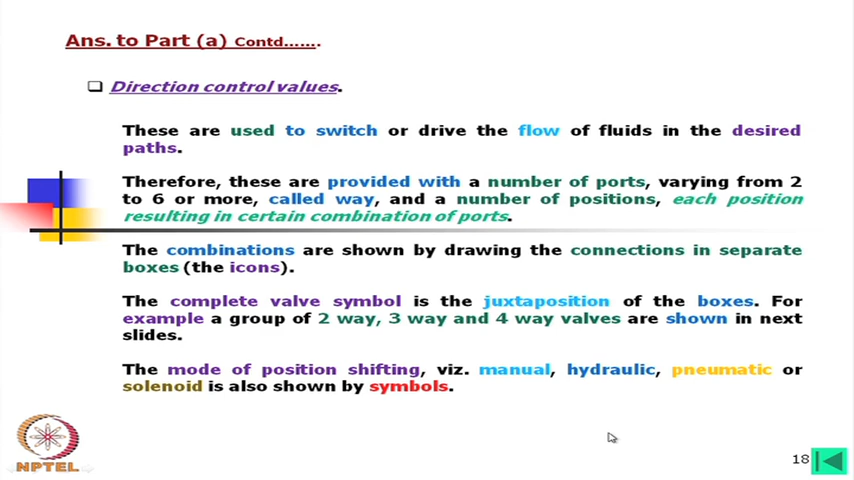 Ans. to Part (a) Contd…….
Direction control values.
These are used to switch or drive the flow of fluids in the desired
paths.
Therefore, these are provided with a number of ports, varying from 2
to 6 or more, called way, and a number of positions, each position
resulting in certain combination of ports.
The combinations are shown by drawing the connections in separate
boxes (the icons).
The complete valve symbol is the juxtaposition of the boxes. For
example a group of 2 way, 3 way and 4 way valves are shown in next
slides.
The mode of position shifting, viz. manual, hydraulic, pneumatic or
solenoid is also shown by symbols.
NPTEL
18